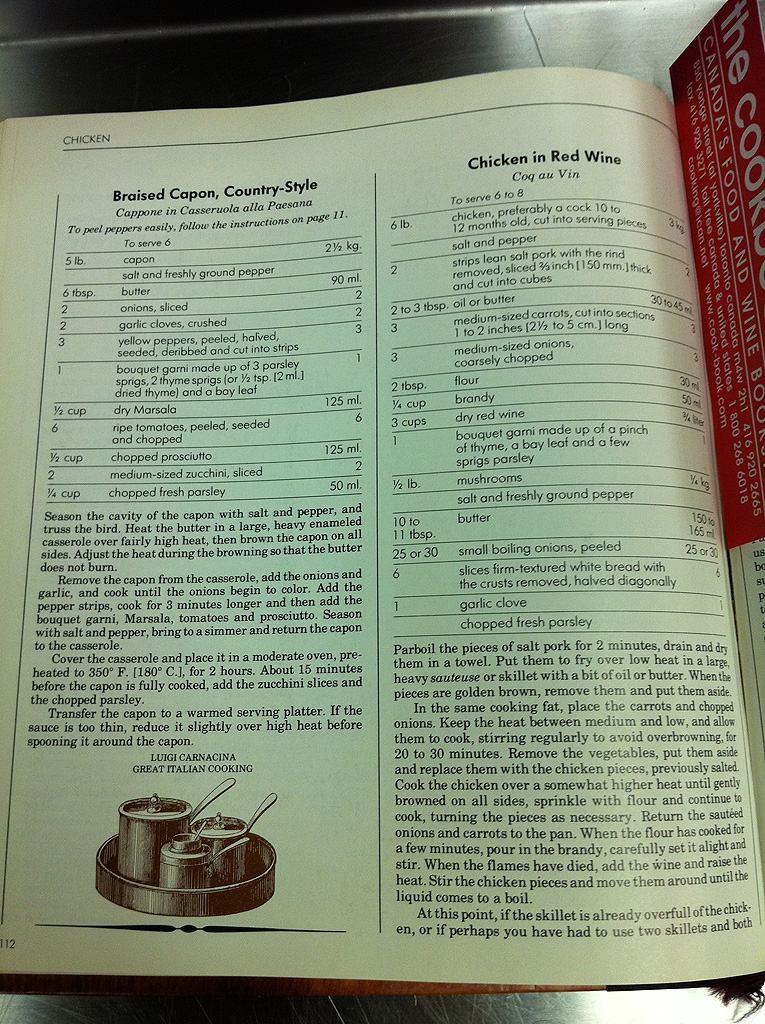 CHICKEN
Braised Capon, Country-Style
Cappone in Casseruola alla Paesana
To peel peppers easily, follow the instructions on page 11.
To serve 6
5 lb. capon 2½ kg.
salt and freshly ground pepper
6 tbsp. butter 90 ml.
2 onions, sliced 2
2 garlic cloves, crushed 2
3 yellow peppers, peeled, halved, 3
seeded, deribbed and cut into strips
1 bouquet garni made up of 3 parsley 1
sprigs, 2 thyme sprigs (or ½ tsp. [2 ml.]
dried thyme) and a bay leaf
½ cup dry Marsala 125 ml.
6 ripe tomatoes, peeled, seeded 6
and chopped
½ cup chopped prosciutto 125 ml.
2 medium-sized zucchini, sliced 2
¼ cup chopped fresh parsley 50 ml.
Season the cavity of the capon with salt and pepper, and
truss the bird. Heat the butter in a large, heavy enameled
casserole over fairly high heat, then brown the capon on all
sides. Adjust the heat during the browning so that the butter
does not burn.
Remove the capon from the casserole, add the onions and
garlic, and cook until the onions begin to color. Add the
pepper strips, cook for 3 minutes longer and then add the
bouquet garni, Marsala, tomatoes and prosciutto. Season
with salt and pepper, bring to a simmer and return the capon
to the casserole.
Cover the casserole and place it in a moderate oven, pre-
heated to 350° F. [180° C.], for 2 hours. About 15 minutes
before the capon is fully cooked, add the zucchini slices and
the chopped parsley.
Transfer the capon to a warmed serving platter. If the
sauce is too thin, reduce it slightly over high heat before
spooning it around the capon.
LUIGI CARNACINA
GREAT ITALIAN COOKING
112
Chicken in Red Wine
Coq au Vin
To serve 6 to 8
6 lb. chicken, preferably a cock 10 to 3 kg.
12 months old, cut into serving pieces
salt and pepper
2 strips lean salt pork with the rind 2
removed, sliced ⅔ inch [150 mm.] thick
and cut into cubes
2 to 3 tbsp. oil or butter 30 to 45 ml.
3 medium-sized carrots, cut into sections 3
1 to 2 inches [2½ to 5 cm.] long
3 medium-sized onions, 3
coarsely chopped
2 tbsp. flour 30 ml.
¼ cup brandy 50 ml.
3 cups dry red wine ¾ liter
1 bouquet garni made up of a pinch 1
of thyme, a bay leaf and a few
sprigs parsley
½ lb. mushrooms ¼ kg.
salt and freshly ground pepper
10 to butter 150 to
11 tbsp. 165 ml.
25 or 30 small boiling onions, peeled 25 or 30
6 slices firm-textured white bread with 6
the crusts removed, halved diagonally
1 garlic clove 1
chopped fresh parsley
Parboil the pieces of salt pork for 2 minutes, drain and dry
them in a towel. Put them to fry over low heat in a large,
heavy sauteuse or skillet with a bit of oil or butter. When the
pieces are golden brown, remove them and put them aside.
In the same cooking fat, place the carrots and chopped
onions. Keep the heat between medium and low, and allow
them to cook, stirring regularly to avoid overbrowning, for
20 to 30 minutes. Remove the vegetables, put them aside
and replace them with the chicken pieces, previously salted.
Cook the chicken over a somewhat higher heat until gently
browned on all sides, sprinkle with flour and continue to
cook, turning the pieces as necessary. Return the sautéed
onions and carrots to the pan. When the flour has cooked for
a few minutes, pour in the brandy, carefully set it alight and
stir. When the flames have died, add the wine and raise the
heat. Stir the chicken pieces and move them around until the
liquid comes to a boil.
At this point, if the skillet is already overfull of the chick-
en, or if perhaps you have had to use two skillets and both
the COOKBO
CANADA'S FOOD AND WINE BOOKS
850 yonge street (at yorkville) toronto canada m4w 2h1 416 920 2665
fax 416 920 toll free canada & united states 1 800 268 6018